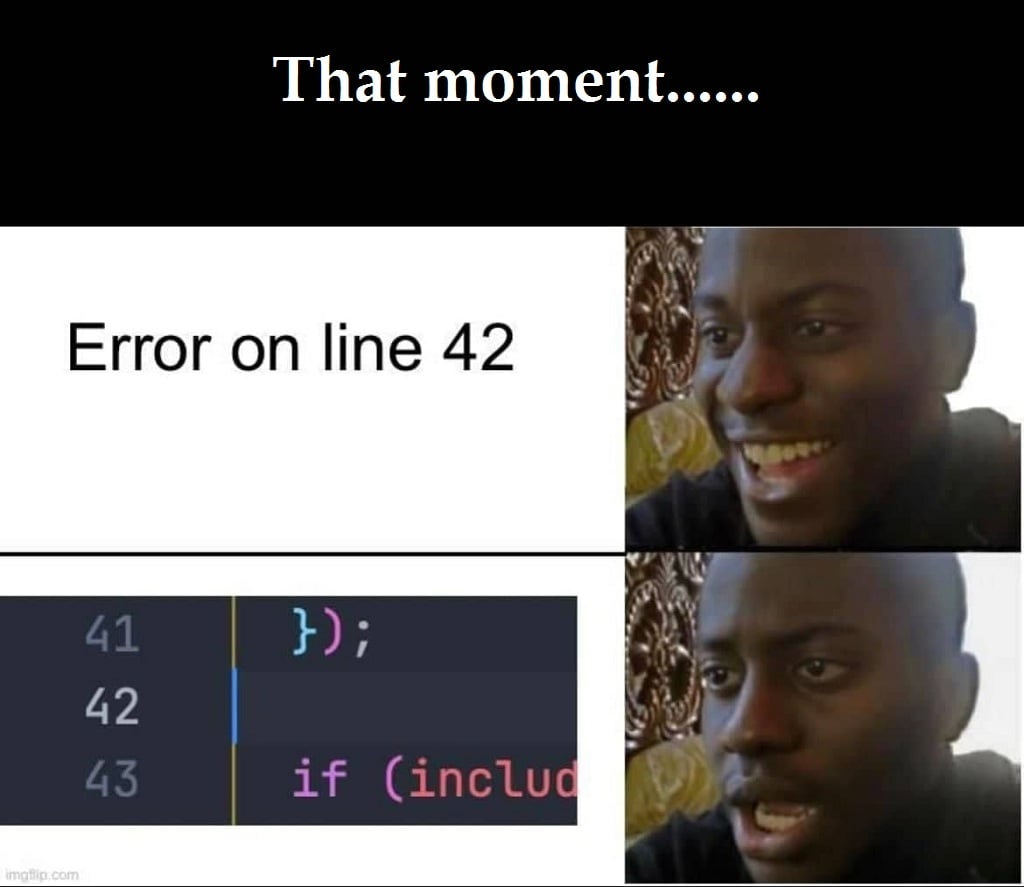 That moment......
Error on line 42
41 });
42
43 if (includ
imgflip.com